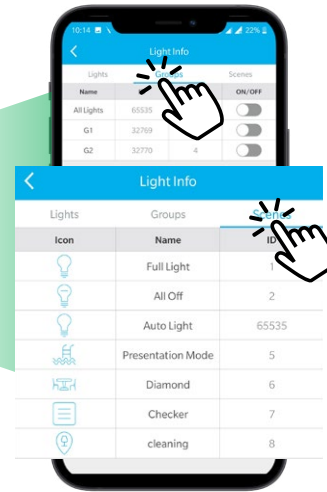 10:14 22%
Light Info
Lights Groups Scenes
Name ON/OFF
All Lights 65535
G1 32769
G2 32770 4
Light Info
Lights Groups Scenes
Icon Name ID
Full Light 1
All Off 2
Auto Light 65535
Presentation Mode 5
Diamond 6
Checker 7
cleaning 8